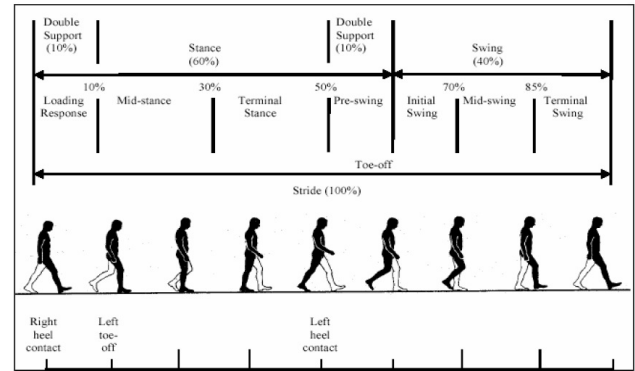 Double
Support
(10%)
Stance
(60%)
Double
Support
(10%)
Swing
(40%)
10%
30%
50%
70%
85%
Loading
Response
Mid-stance
Terminal
Stance
Pre-swing
Initial
Swing
Mid-swing
Terminal
Swing
Toe-off
Stride (100%)
Right
heel
contact
Left
toe-
off
Left
heel
contact